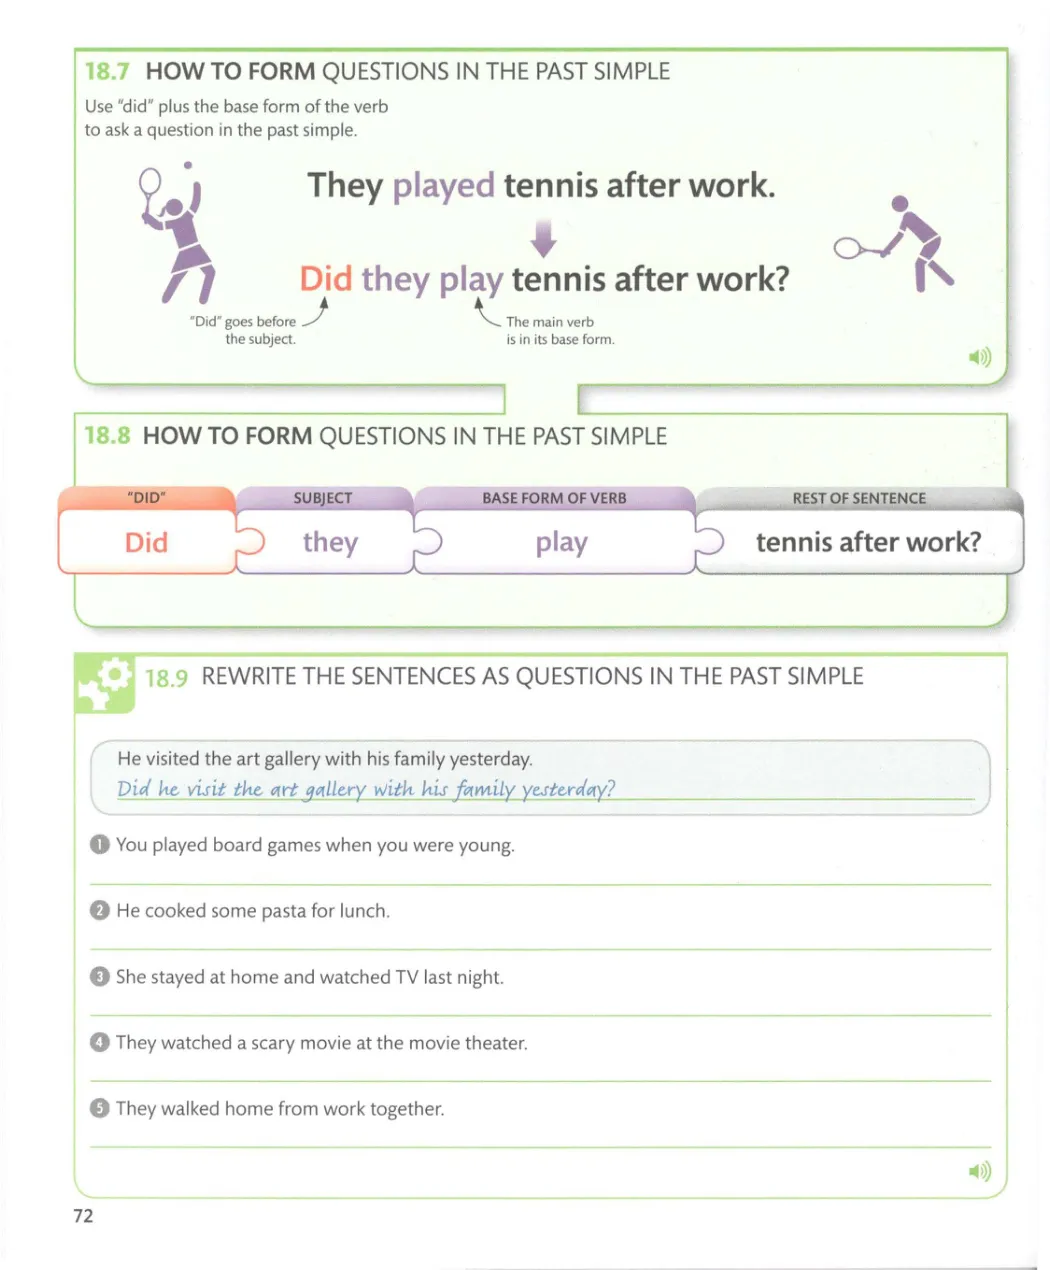 18.7 HOW TO FORM QUESTIONS IN THE PAST SIMPLE
Use "did" plus the base form of the verb
to ask a question in the past simple.
They played tennis after work.
Did they play tennis after work?
"Did" goes before
the subject.
The main verb
is in its base form.
18.8 HOW TO FORM QUESTIONS IN THE PAST SIMPLE
"DID" SUBJECT BASE FORM OF VERB REST OF SENTENCE
Did they play tennis after work?
18.9 REWRITE THE SENTENCES AS QUESTIONS IN THE PAST SIMPLE
He visited the art gallery with his family yesterday.
Did he visit the art gallery with his family yesterday?
1 You played board games when you were young.
2 He cooked some pasta for lunch.
3 She stayed at home and watched TV last night.
4 They watched a scary movie at the movie theater.
5 They walked home from work together.
72